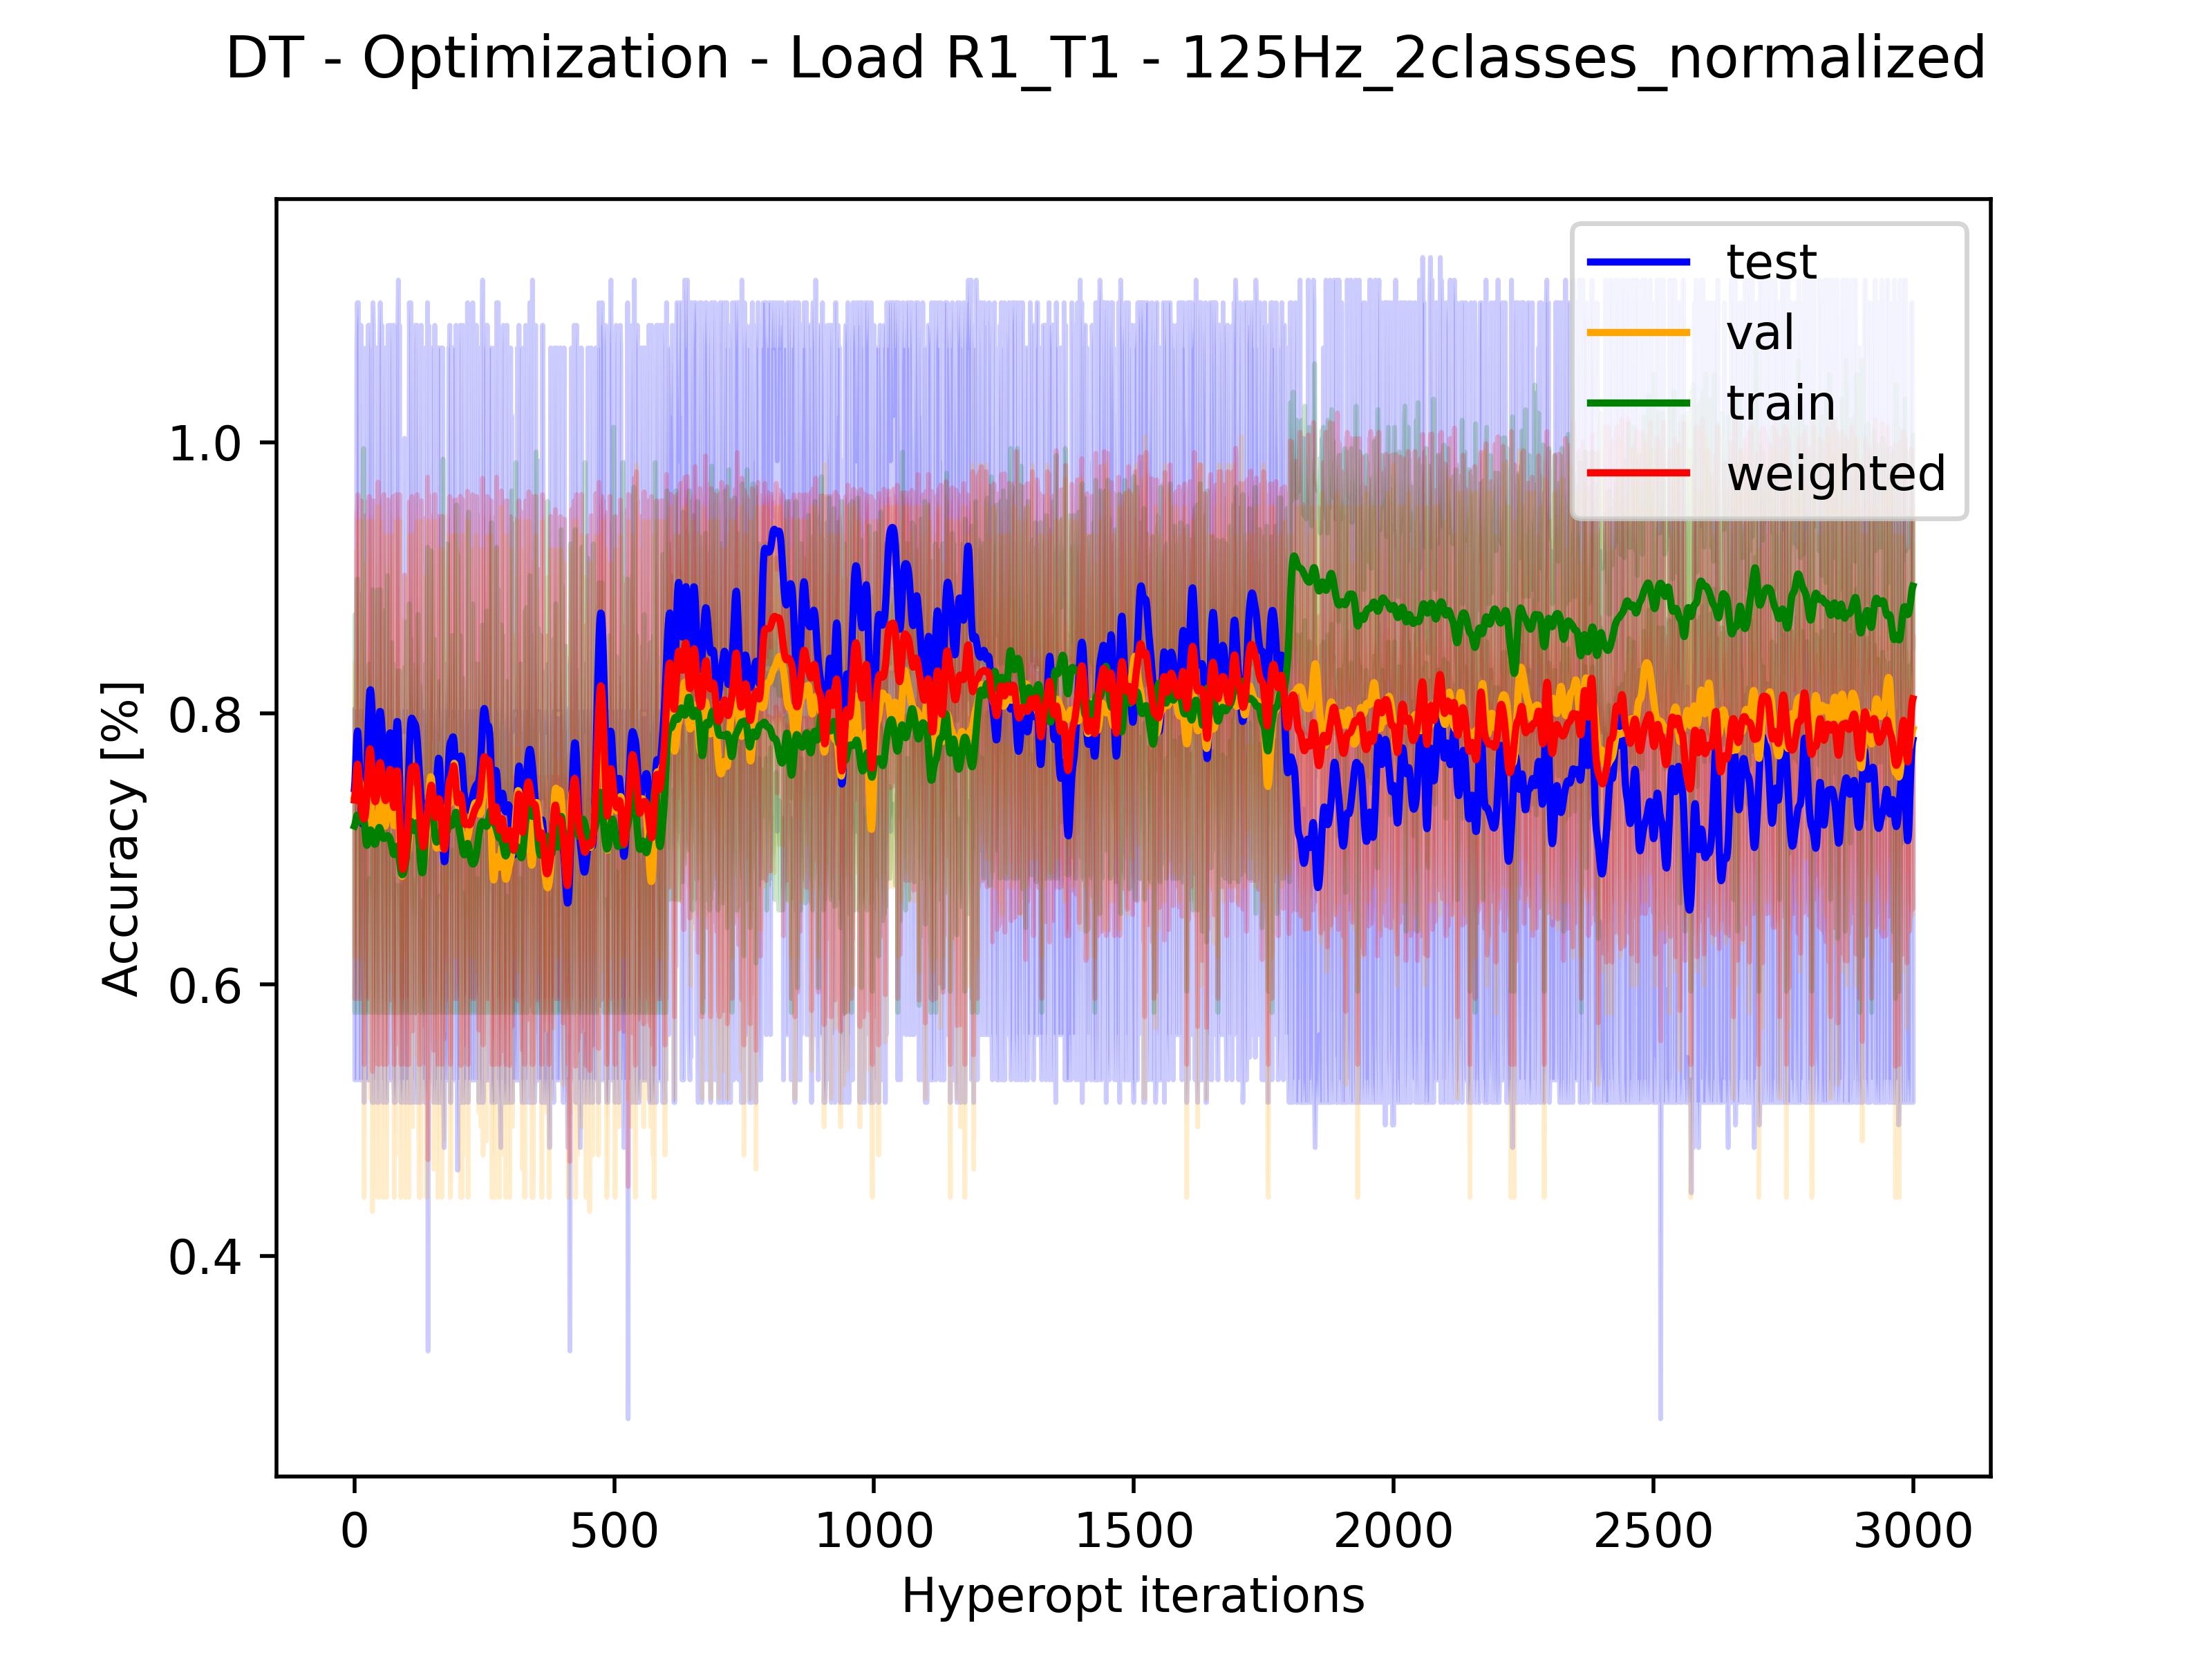 DT - Optimization - Load R1_T1 - 125Hz_2classes_normalized
test
val
train
weighted
1.0
0.8
0.6
0.4
Accuracy [%]
0 500 1000 1500 2000 2500 3000
Hyperopt iterations